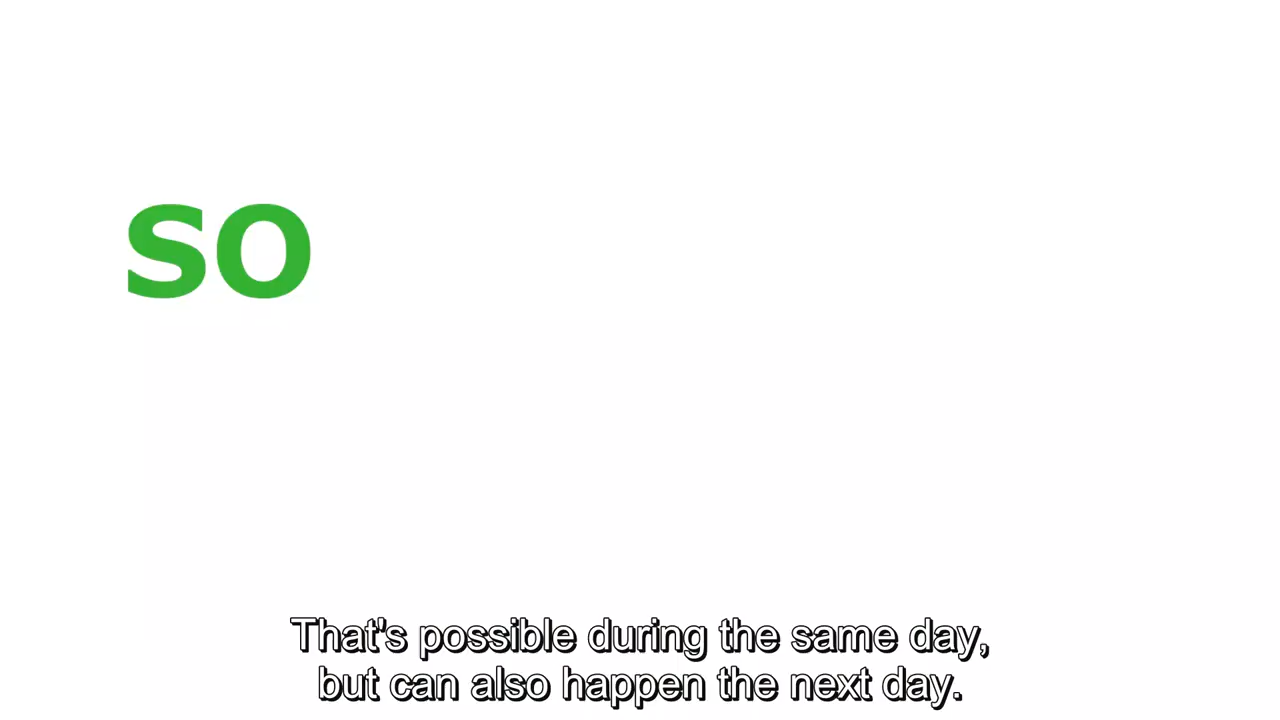 so
That's possible during the same day,
but can also happen the next day.